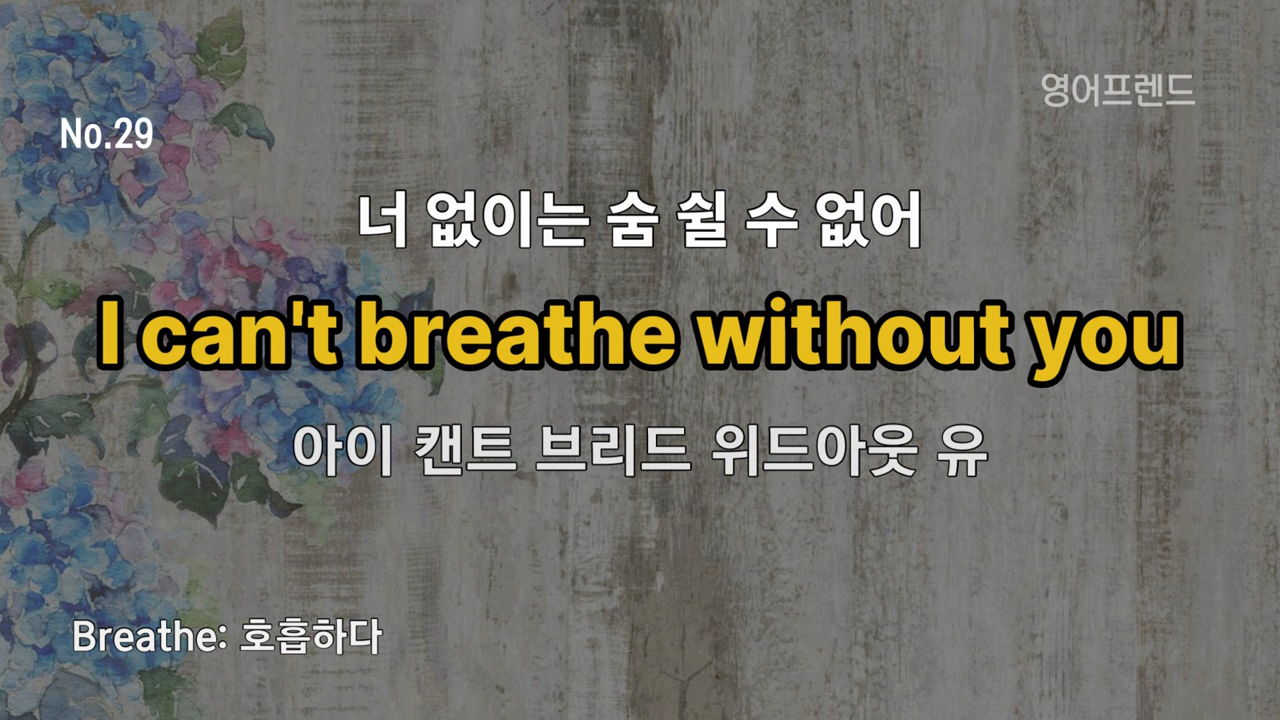 영어프렌드
No.29
너 없이는 숨 쉴 수 없어
I can't breathe without you
아이 캔트 브리드 위드아웃 유
Breathe: 호흡하다